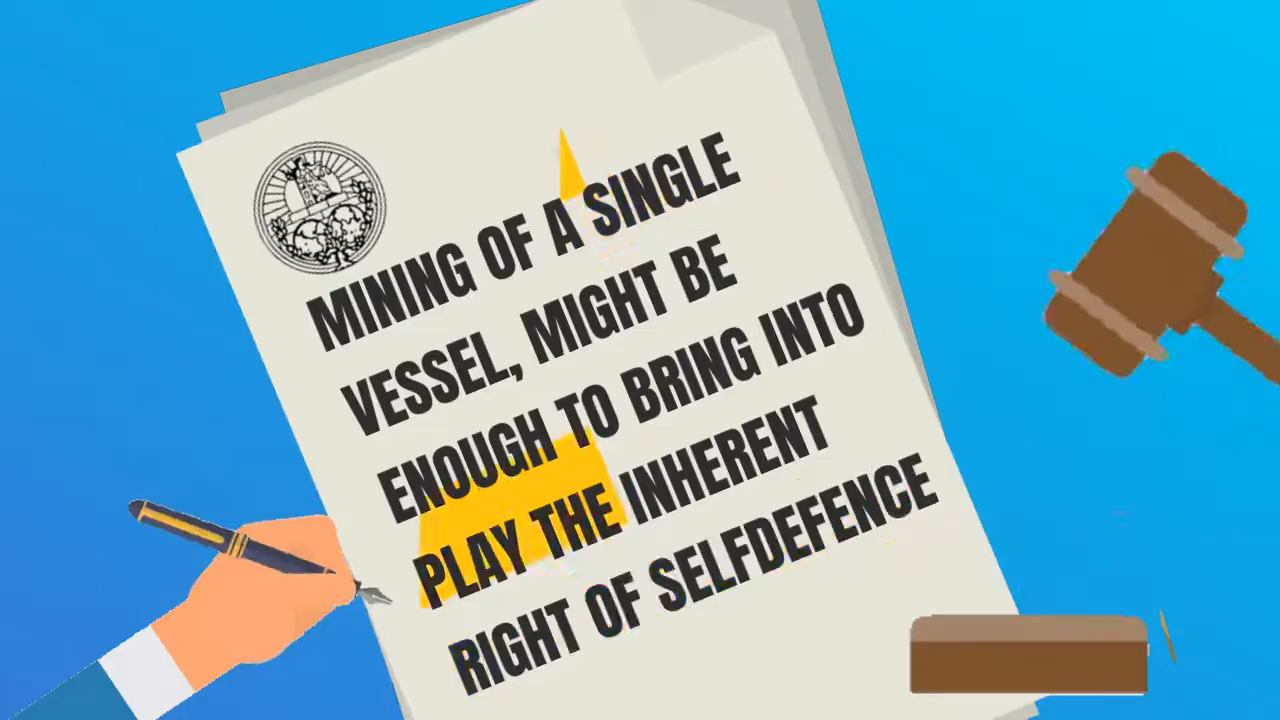 MINING OF A SINGLE
VESSEL, MIGHT BE
ENOUGH TO BRING INTO
PLAY THE INHERENT
RIGHT OF SELFDEFENCE